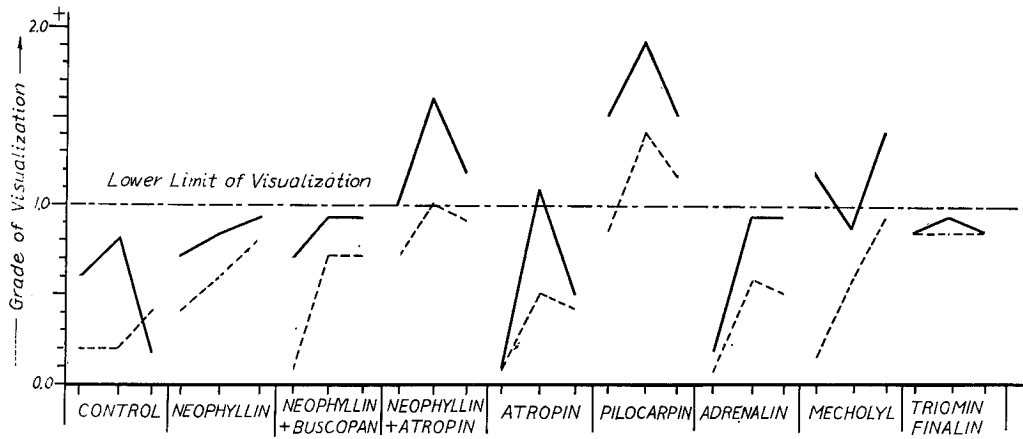 +
2.0
Grade of Visualization
Lower Limit of Visualization
1.0
0.0
CONTROL
NEOPHYLLIN
NEOPHYLLIN
+BUSCOPAN
NEOPHYLLIN
+ATROPIN
ATROPIN
PILOCARPIN
ADRENALIN
MECHOLYL
TRIOMIN
FINALIN